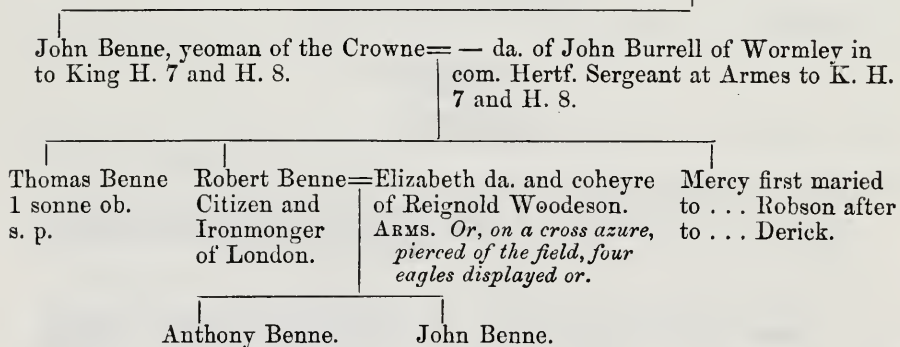 John Benne, yeoman of the Crowne= — da. of John Burrell of Wormley in
to King H. 7 and H. 8.
com. Hertf. Sergeant at Armes to K. H.
7 and H. 8.
Thomas Benne
1 sonne ob.
s. p.
Robert Benne=
Citizen and
Ironmonger
of London.
Elizabeth da. and coheyre
of Reignold Woodeson.
ARMS. Or, on a cross azure,
pierced of the field, four
eagles displayed or.
Mercy first maried
to . . . Robson after
to . . . Derick.
Anthony Benne.
John Benne.